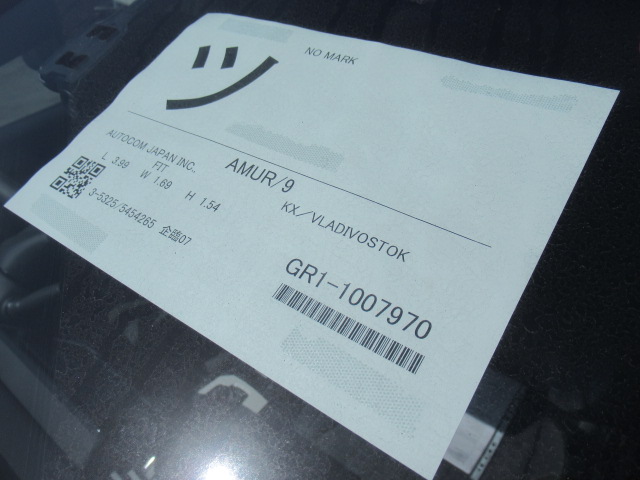 NO MARK
ツ
AUTOCOM JAPAN INC.
FIT
AMUR/9
L 3.99 W 1.69 H 1.54
KX/VLADIVOSTOK
3-5325/5454265 企臨07
GR1-1007970